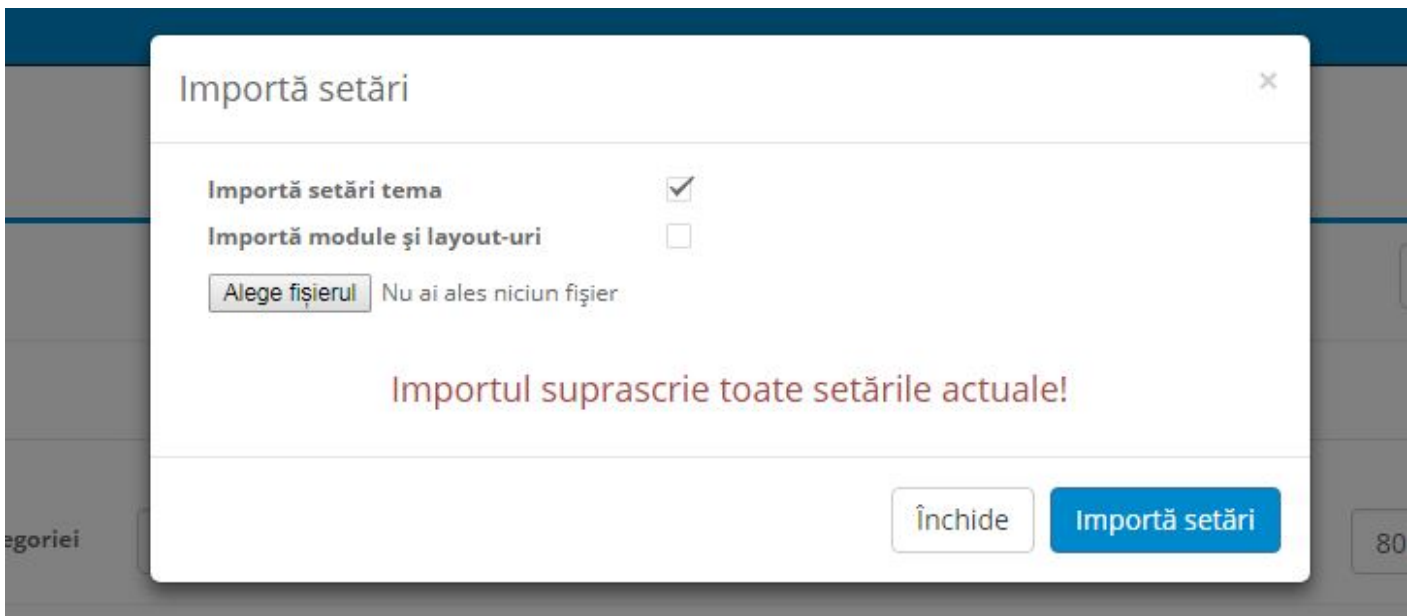 Importă setări
×
Importă setări tema
Importă module şi layout-uri
Alege fișierul Nu ai ales niciun fişier
Importul suprascrie toate setările actuale!
Închide Importă setări
egoriei
80